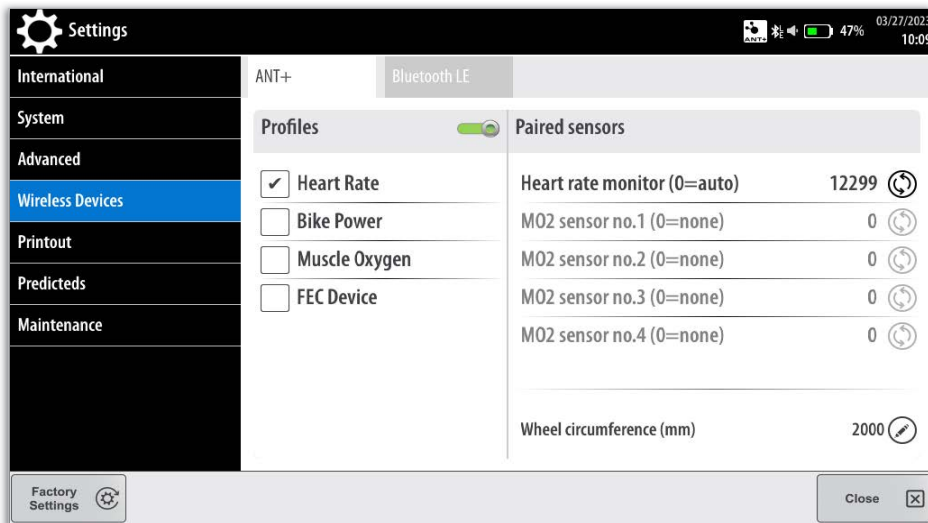 Settings
ANT+
47%
03/27/2023
10:09
International
System
Advanced
Wireless Devices
Printout
Predicteds
Maintenance
ANT+
Bluetooth LE
Profiles
Heart Rate
Bike Power
Muscle Oxygen
FEC Device
Paired sensors
Heart rate monitor (0=auto) 12299
MO2 sensor no.1 (0=none) 0
MO2 sensor no.2 (0=none) 0
MO2 sensor no.3 (0=none) 0
MO2 sensor no.4 (0=none) 0
Wheel circumference (mm) 2000
Factory
Settings
Close